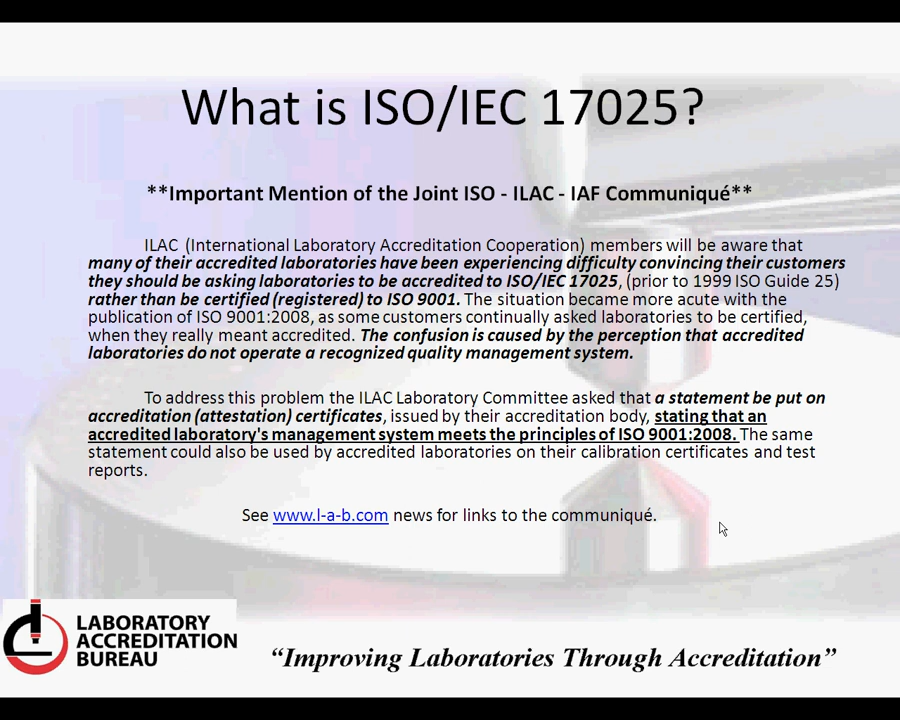 What is ISO/IEC 17025?
**Important Mention of the Joint ISO - ILAC - IAF Communiqué**
ILAC (International Laboratory Accreditation Cooperation) members will be aware that
many of their accredited laboratories have been experiencing difficulty convincing their customers
they should be asking laboratories to be accredited to ISO/IEC 17025, (prior to 1999 ISO Guide 25)
rather than be certified (registered) to ISO 9001. The situation became more acute with the
publication of ISO 9001:2008, as some customers continually asked laboratories to be certified,
when they really meant accredited. The confusion is caused by the perception that accredited
laboratories do not operate a recognized quality management system.
To address this problem the ILAC Laboratory Committee asked that a statement be put on
accreditation (attestation) certificates, issued by their accreditation body, stating that an
accredited laboratory's management system meets the principles of ISO 9001:2008. The same
statement could also be used by accredited laboratories on their calibration certificates and test
reports.
See www.l-a-b.com news for links to the communiqué.
LABORATORY
ACCREDITATION
BUREAU
“Improving Laboratories Through Accreditation”